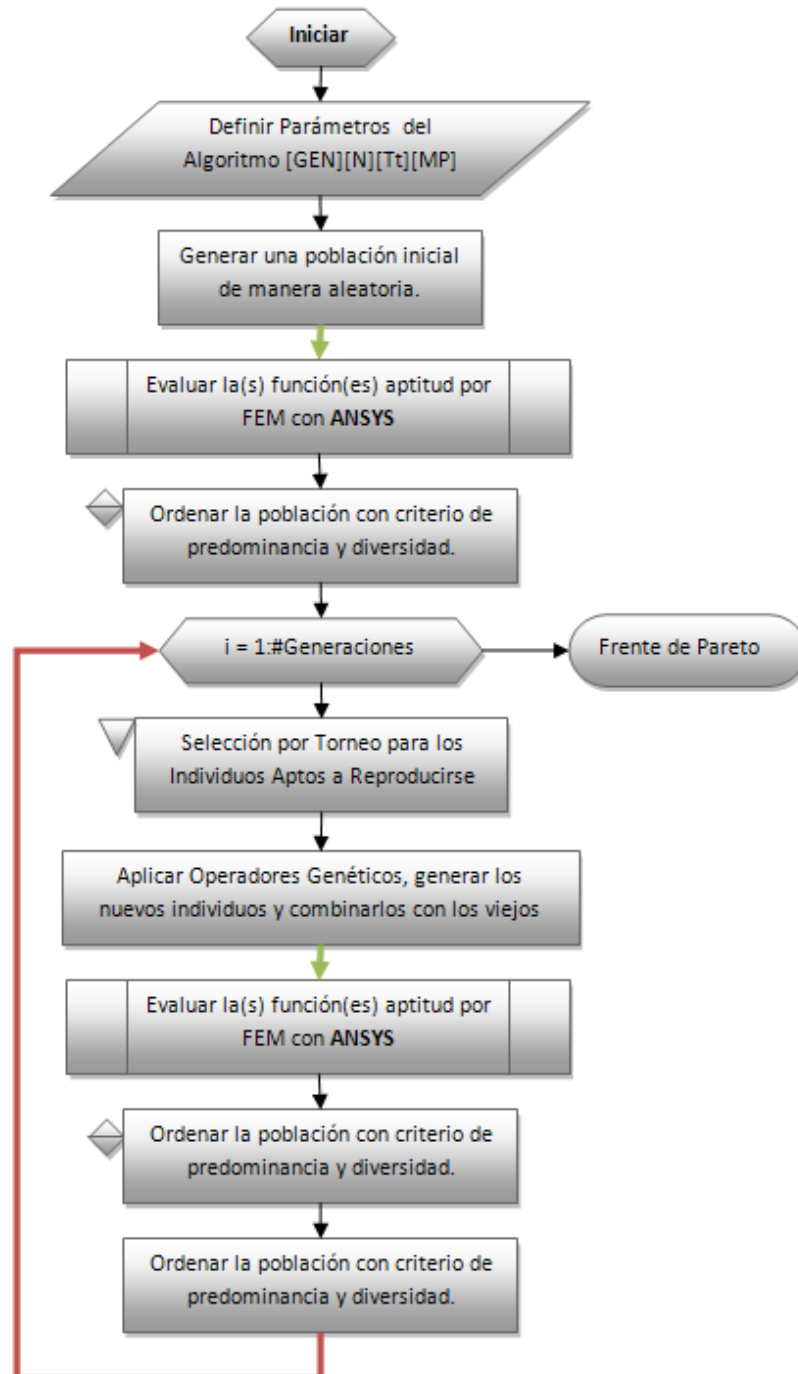 Iniciar
Definir Parámetros del
Algoritmo [GEN][N][Tt][MP]
Generar una población inicial
de manera aleatoria.
Evaluar la(s) función(es) aptitud por
FEM con ANSYS
Ordenar la población con criterio de
predominancia y diversidad.
i = 1:#Generaciones
Frente de Pareto
Selección por Torneo para los
Individuos Aptos a Reproducirse
Aplicar Operadores Genéticos, generar los
nuevos individuos y combinarlos con los viejos
Evaluar la(s) función(es) aptitud por
FEM con ANSYS
Ordenar la población con criterio de
predominancia y diversidad.
Ordenar la población con criterio de
predominancia y diversidad.